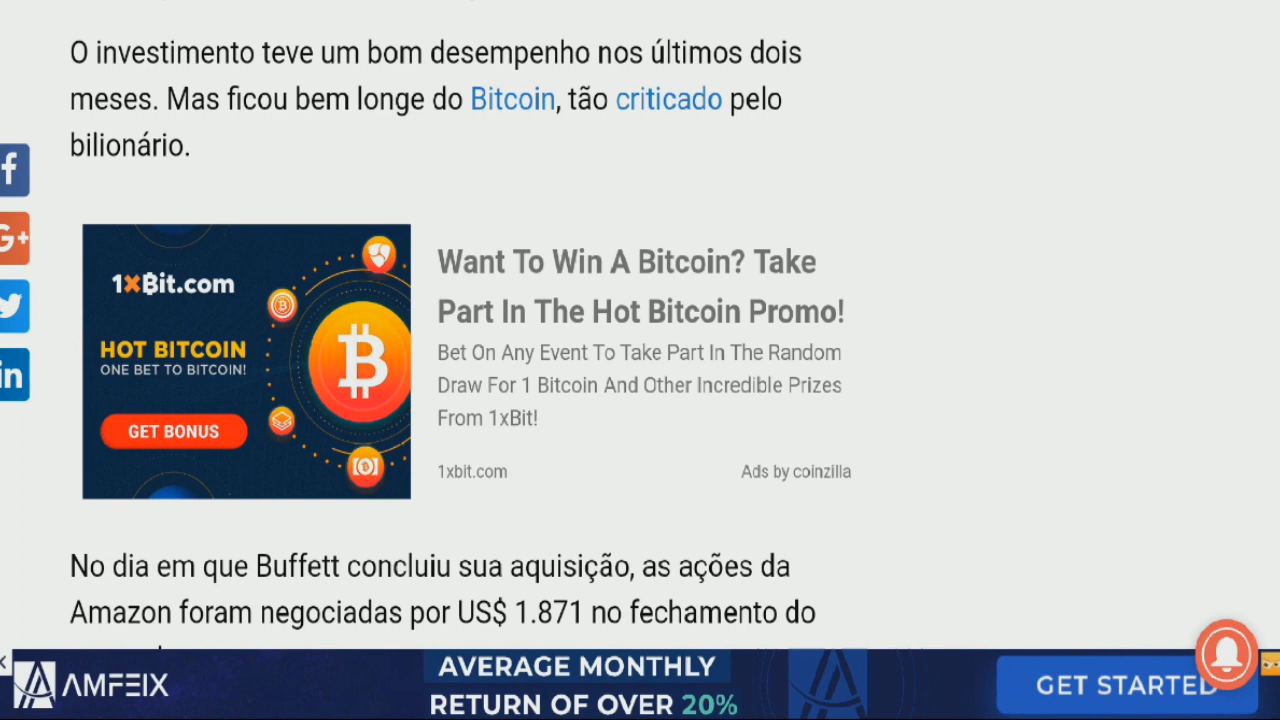 O investimento teve um bom desempenho nos últimos dois
meses. Mas ficou bem longe do Bitcoin, tão criticado pelo
bilionário.
f
G+
in
1xBit.com
HOT BITCOIN
ONE BET TO BITCOIN!
GET BONUS
Want To Win A Bitcoin? Take
Part In The Hot Bitcoin Promo!
Bet On Any Event To Take Part In The Random
Draw For 1 Bitcoin And Other Incredible Prizes
From 1xBit!
1xbit.com
Ads by coinzilla
No dia em que Buffett concluiu sua aquisição, as ações da
Amazon foram negociadas por US$ 1.871 no fechamento do
X
AMFEIX
AVERAGE MONTHLY
RETURN OF OVER 20%
GET STARTED